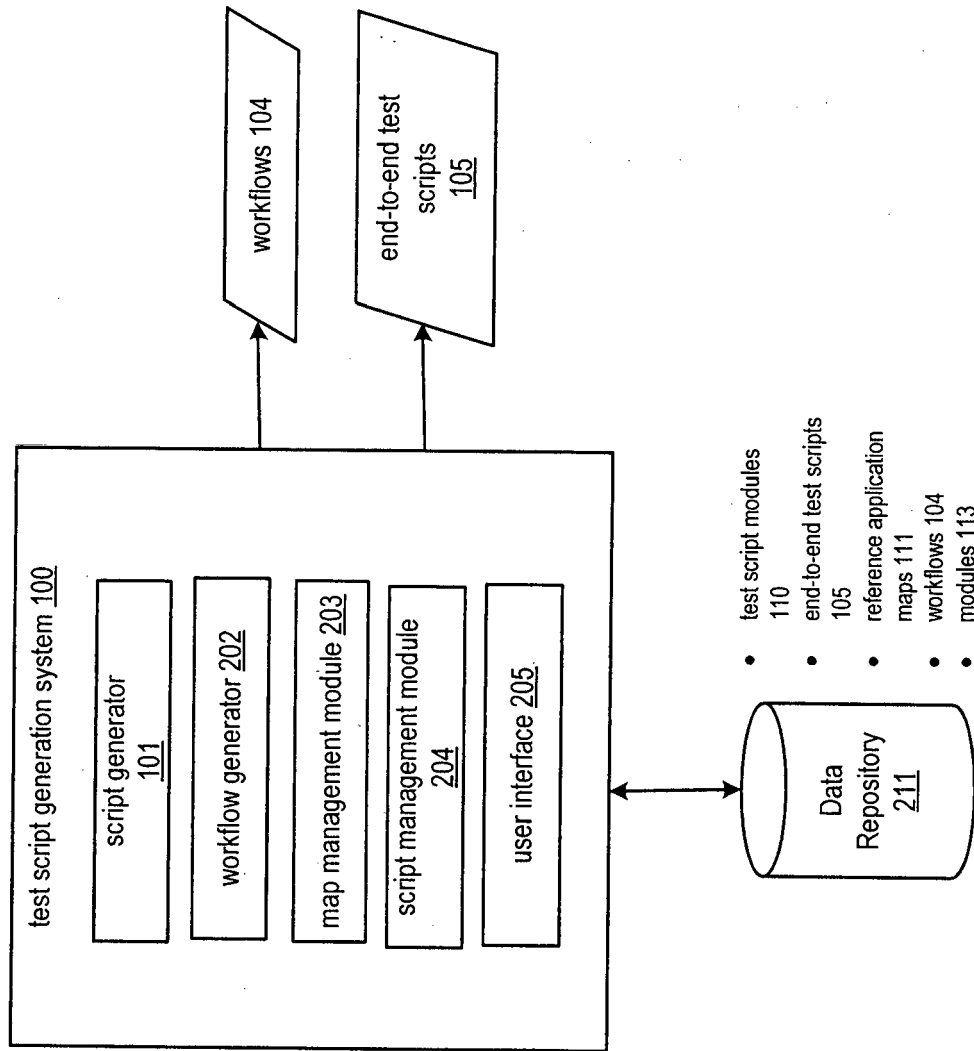 test script generation system 100
script generator
101
workflow generator 202
map management module 203
script management module
204
user interface 205
workflows 104
end-to-end test
scripts
105
Data
Repository
211
• test script modules
110
• end-to-end test scripts
105
• reference application
maps 111
• workflows 104
• modules 113